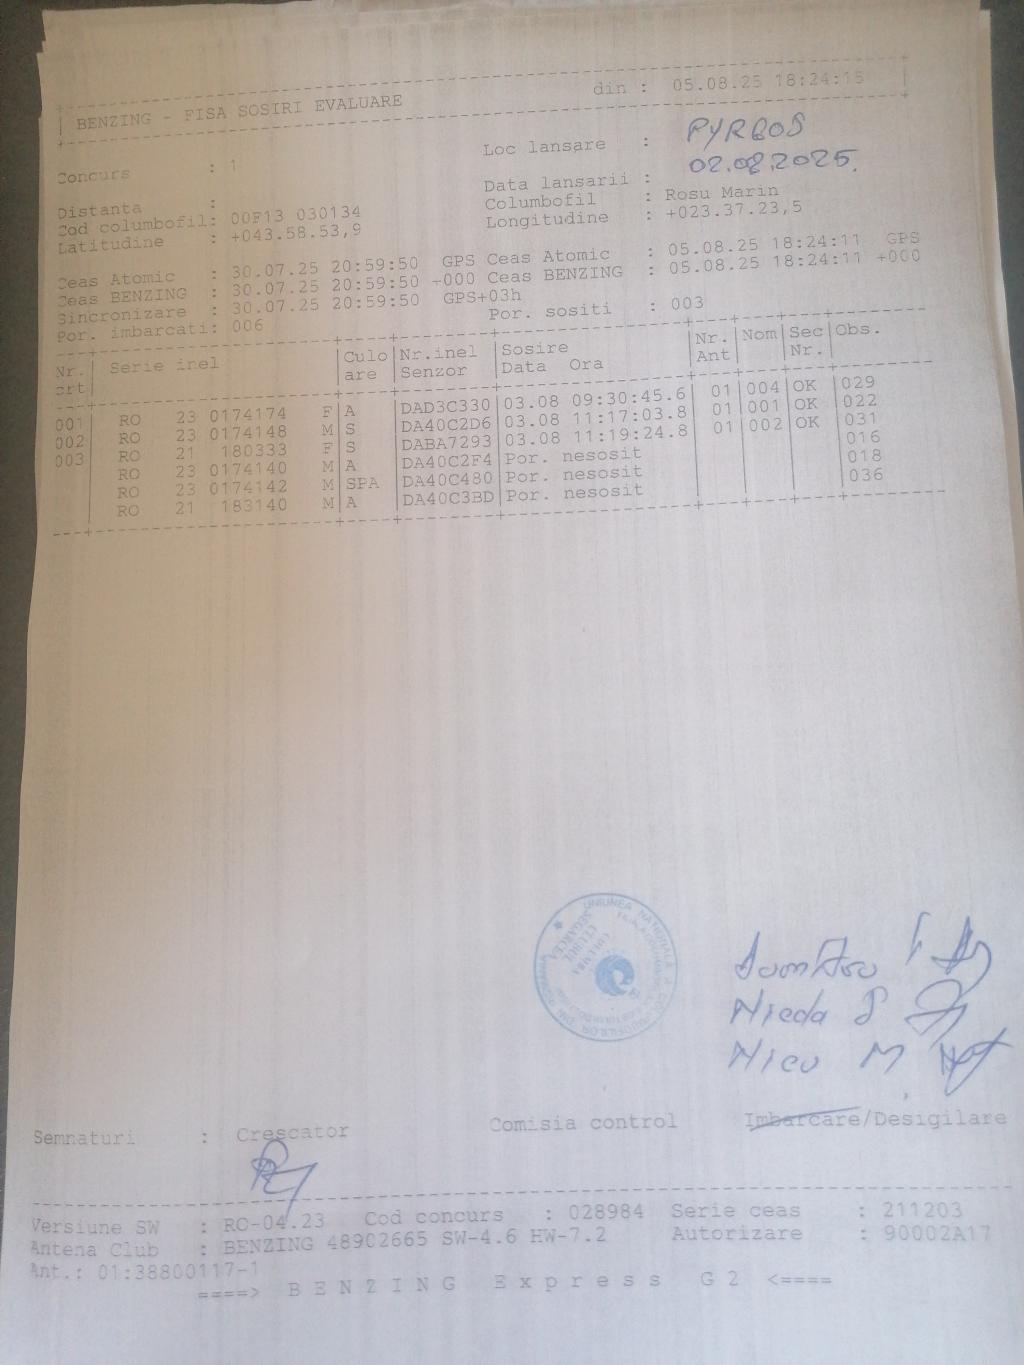 BENZING - FISA SOSIRI EVALUARE din : 05.08.25 18:24:15
Concurs : 1 Loc lansare : PYRGOS
Data lansarii : 02.08.2025.
Distanta : Columbofil : Rosu Marin
Cod columbofil: 00F13 030134 Longitudine : +023.37.23,5
Latitudine : +043.58.53,9
Ceas Atomic : 30.07.25 20:59:50 GPS Ceas Atomic : 05.08.25 18:24:11 GPS
Ceas BENZING : 30.07.25 20:59:50 +000 Ceas BENZING : 05.08.25 18:24:11 +000
Sincronizare : 30.07.25 20:59:50 GPS+03h
Por. imbarcati: 006 Por. sositi : 003
Nr. | Serie inel |Culo|Nr.inel |Sosire |Nr.|Nom|Sec|Obs.
crt| |are |Senzor |Data Ora |Ant| |Nr.|
001| RO 23 0174174 F|A |DAD3C330|03.08 09:30:45.6|01|004|OK |029
002| RO 23 0174148 M|S |DA40C2D6|03.08 11:17:03.8|01|001|OK |022
003| RO 21 180333 F|S |DABA7293|03.08 11:19:24.8|01|002|OK |031
| RO 23 0174140 M|A |DA40C2F4|Por. nesosit | | | |016
| RO 23 0174142 M|SPA |DA40C480|Por. nesosit | | | |018
| RO 21 183140 M|A |DA40C3BD|Por. nesosit | | | |036
UNIUNEA NATIONALA A COLUMBOFILILOR DIN ROMANIA
CLUBUL
COLUMBA
SEGARCEA
Nicu M
Semnaturi : Crescator Comisia control Imbarcare/Desigilare
Versiune SW : RO-04.23 Cod concurs : 028984 Serie ceas : 211203
Antena Club : BENZING 48902665 SW-4.6 HW-7.2 Autorizare : 90002A17
Ant.: 01:38800117-1
====> B E N Z I N G E x p r e s s G 2 <====